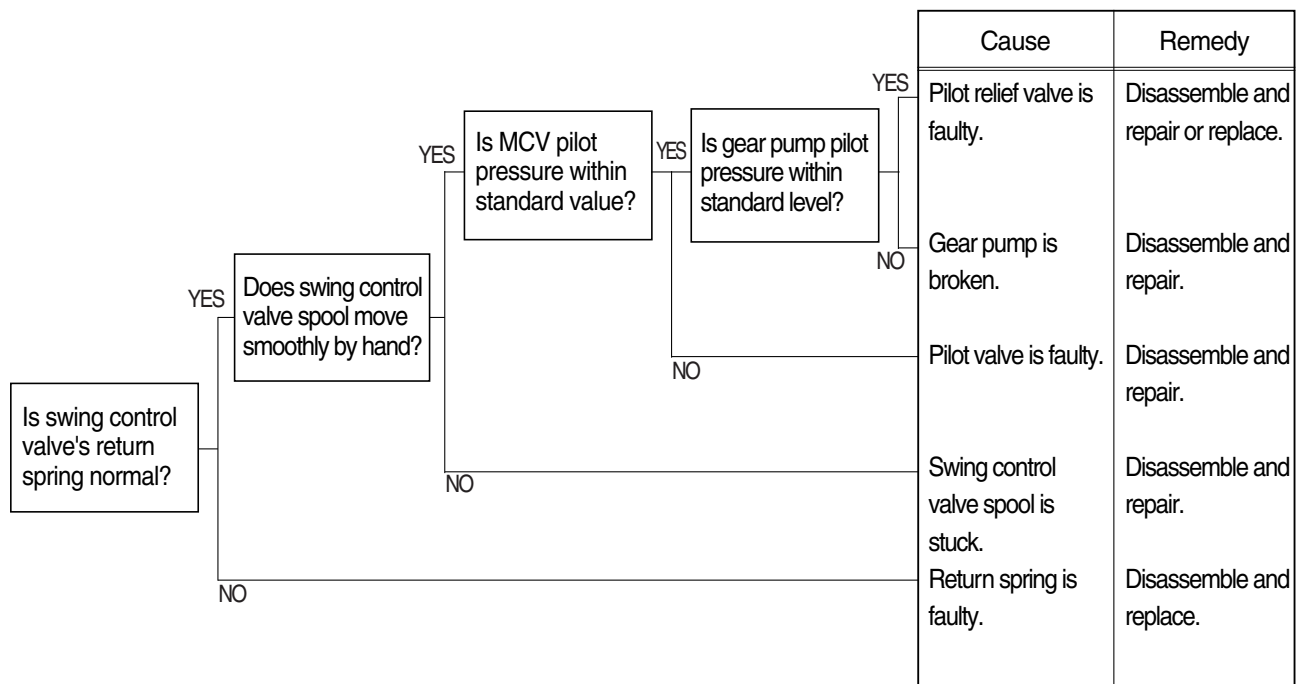 Cause
Remedy
YES
Pilot relief valve is
faulty.
Disassemble and
repair or replace.
YES
Is MCV pilot
pressure within
standard value?
YES
Is gear pump pilot
pressure within
standard level?
NO
Gear pump is
broken.
Disassemble and
repair.
YES
Does swing control
valve spool move
smoothly by hand?
NO
Pilot valve is faulty.
Disassemble and
repair.
Is swing control
valve's return
spring normal?
NO
Swing control
valve spool is
stuck.
Disassemble and
repair.
NO
Return spring is
faulty.
Disassemble and
replace.